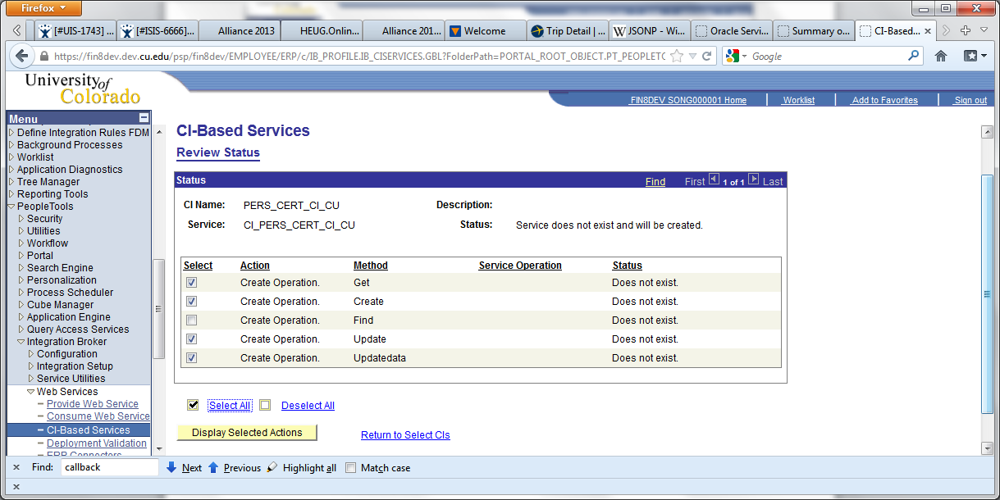 Firefox
[#UIS-1743] ...
[#ISIS-6666]...
Alliance 2013
HEUG.Onlin...
Alliance 201...
Welcome
Trip Detail | ...
W JSONP - Wi...
Oracle Servi...
Summary o...
CI-Based...
https://fin8dev.dev.cu.edu/psp/fin8dev/EMPLOYEE/ERP/c/IB_PROFILE.IB_CISERVICES.GBL?FolderPath=PORTAL_ROOT_OBJECT.PT_PEOPLETO
Google
University of
Colorado
FIN8DEV SONG000001 Home
Worklist
Add to Favorites
Sign out
Menu
Define Integration Rules FDM
Background Processes
Worklist
Application Diagnostics
Tree Manager
Reporting Tools
PeopleTools
Security
Utilities
Workflow
Portal
Search Engine
Personalization
Process Scheduler
Cube Manager
Application Engine
Query Access Services
Integration Broker
Configuration
Integration Setup
Service Utilities
Web Services
Provide Web Service
Consume Web Service
CI-Based Services
Deployment Validation
ERP Connectors
CI-Based Services
Review Status
Status Find First 1 of 1 Last
CI Name: PERS_CERT_CI_CU Description:
Service: CI_PERS_CERT_CI_CU Status: Service does not exist and will be created.
Select Action Method Service Operation Status
Create Operation. Get Does not exist.
Create Operation. Create Does not exist.
Create Operation. Find Does not exist.
Create Operation. Update Does not exist.
Create Operation. Updatedata Does not exist.
Select All Deselect All
Display Selected Actions Return to Select CIs
× Find: callback Next Previous Highlight all Match case
×